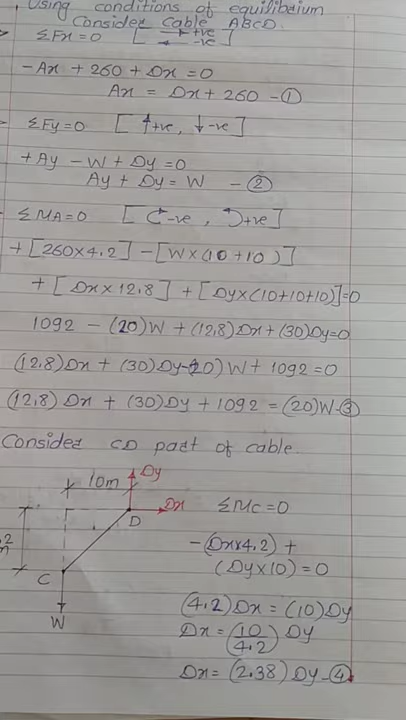 Using conditions of equilibrium
Consided cable ABCD
ΣFx=0 [ → +ve ← -ve ]
-Ax + 260 + Dx = 0
Ax = Dx + 260 - ①
ΣFy=0 [ ↑+ve, ↓-ve ]
+Ay - W + Dy = 0
Ay + Dy = W - ②
ΣMA=0 [ ↻-ve , ↺+ve ]
+[260×4.2] - [W×(10+10)]
+ [Dx×12.8] + [Dy×(10+10+10)]=0
1092 - (20)W + (12.8)Dx + (30)Dy=0
(12.8)Dx + (30)Dy-(20)W + 1092 = 0
(12.8)Dx + (30)Dy + 1092 = (20)W-③
Consided CD part of cable.
10m
Dy
Dx
D
2
m
C
W
ΣMc=0
-(Dx×4.2) +
(Dy×10) = 0
(4.2)Dx = (10)Dy
Dx = (10/4.2) Dy
Dx = (2.38) Dy-④